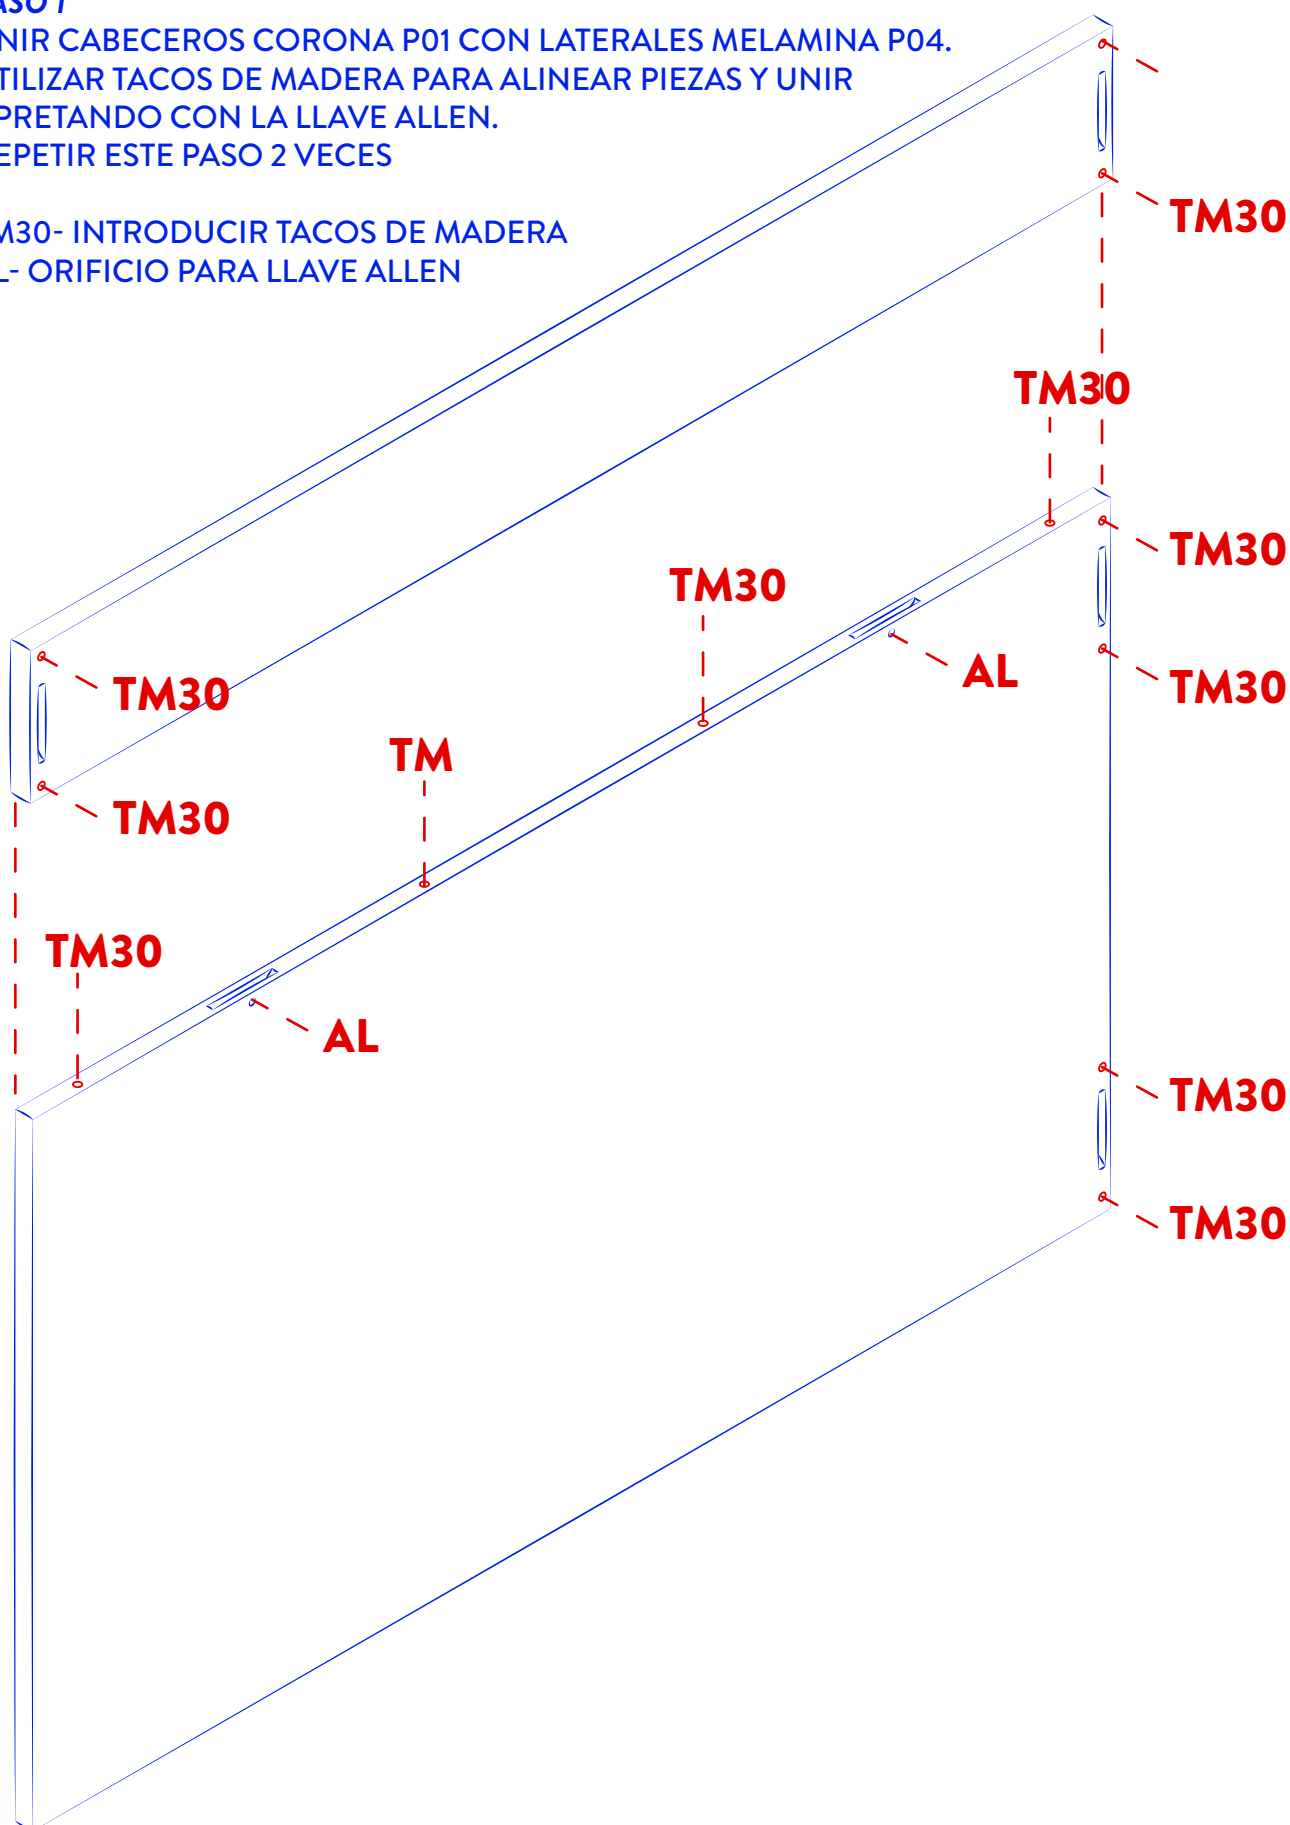 ASO 1
NIR CABECEROS CORONA P01 CON LATERALES MELAMINA P04.
TILIZAR TACOS DE MADERA PARA ALINEAR PIEZAS Y UNIR
PRETANDO CON LA LLAVE ALLEN.
EPETIR ESTE PASO 2 VECES
M30- INTRODUCIR TACOS DE MADERA
L- ORIFICIO PARA LLAVE ALLEN
TM30
TM30
TM30
TM30
AL
TM30
TM30
TM
TM30
TM30
AL
TM30
TM30